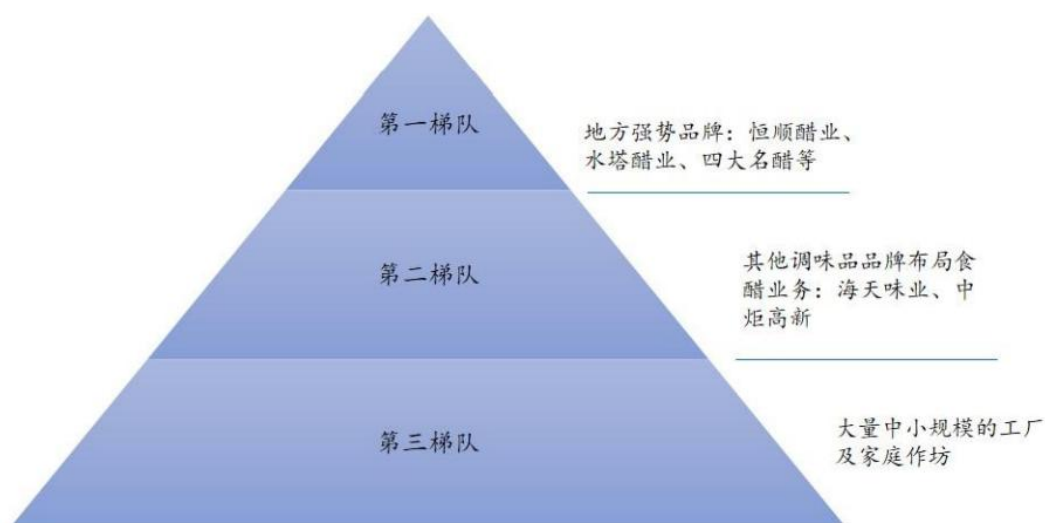 第一梯队
地方强势品牌：恒顺醋业、
水塔醋业、四大名醋等
第二梯队
其他调味品品牌布局食
醋业务：海天味业、中
炬高新
第三梯队
大量中小规模的工厂
及家庭作坊